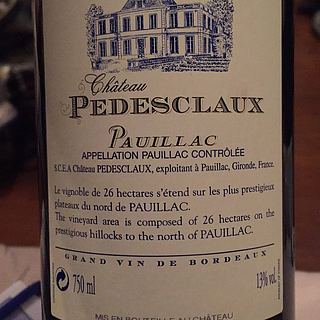 Château
PEDESCLAUX
PAUILLAC
APPELLATION PAUILLAC CONTRÔLÉE
S.C.E.A Château PEDESCLAUX, exploitant à Pauillac, Gironde, France.
Le vignoble de 26 hectares s'étend sur les plus prestigieux
plateaux du nord de PAUILLAC.
The vineyard area is composed of 26 hectares on the
prestigious hillocks to the north of PAUILLAC.
GRAND VIN DE BORDEAUX
750 ml
13% vol.
MIS EN BOUTEILLE AU CHÂTEAU